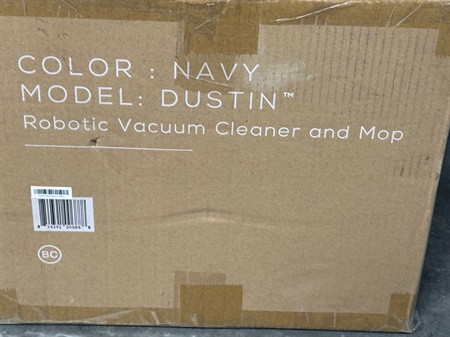 COLOR : NAVY
MODEL: DUSTIN™
Robotic Vacuum Cleaner and Mop
BC